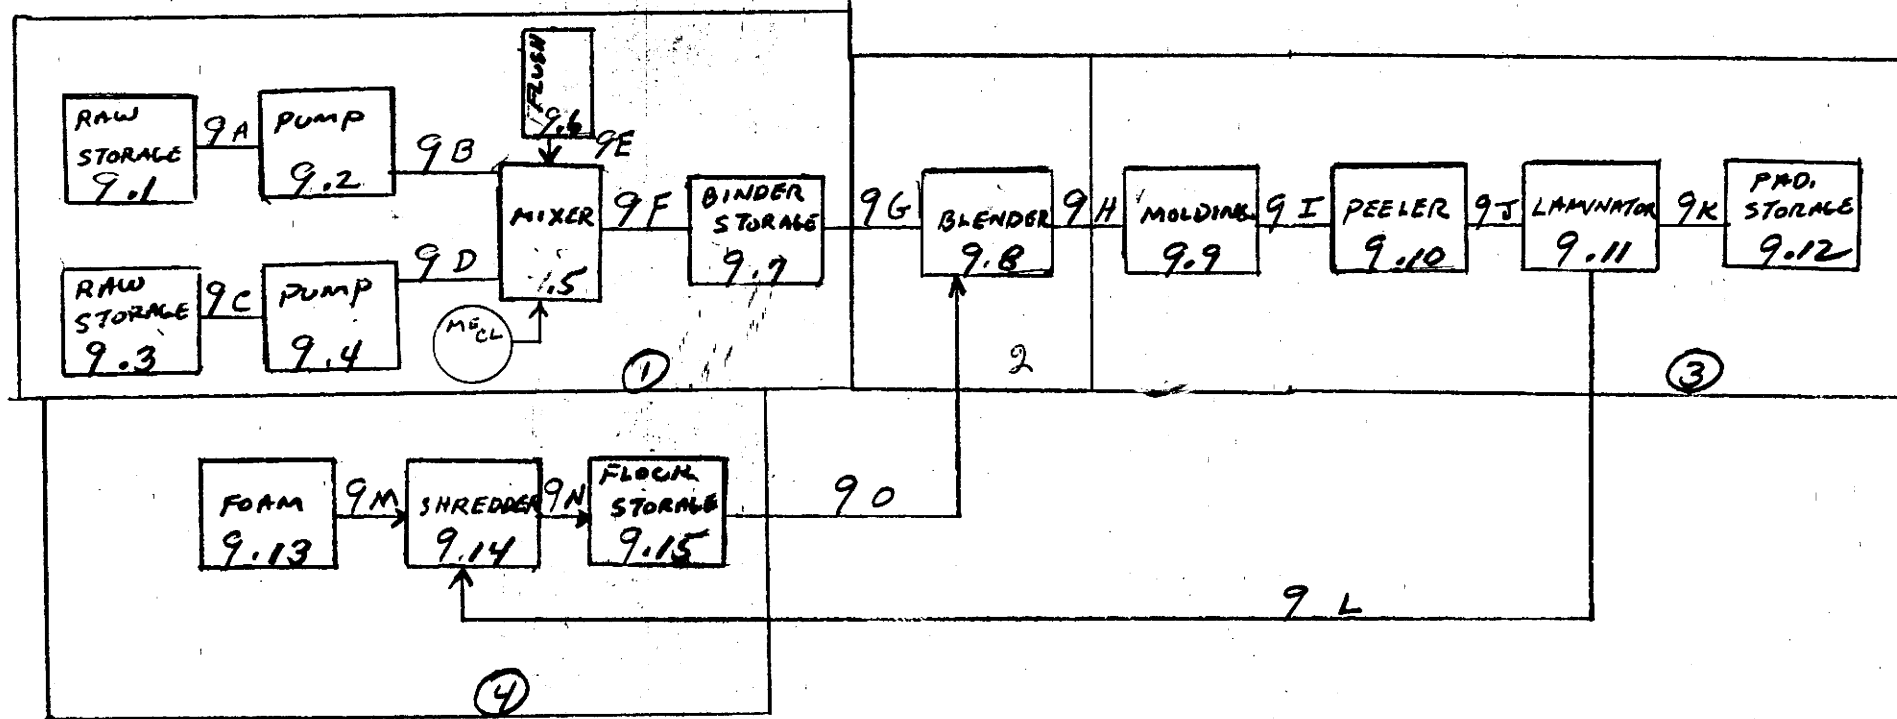 FLUSH
9.6
9E
RAW
STORAGE
9.1
9A
PUMP
9.2
9B
RAW
STORAGE
9.3
9C
PUMP
9.4
9D
MIXER
.5
MECL
9F
BINDER
STORAGE
9.7
1
9G
BLENDER
9.8
2
9H
MOLDING
9.9
9I
PEELER
9.10
9J
LAMINATOR
9.11
9K
PAD.
STORAGE
9.12
3
FOAM
9.13
9M
SHREDDER
9.14
9N
FLOCK
STORAGE
9.15
9O
9L
4